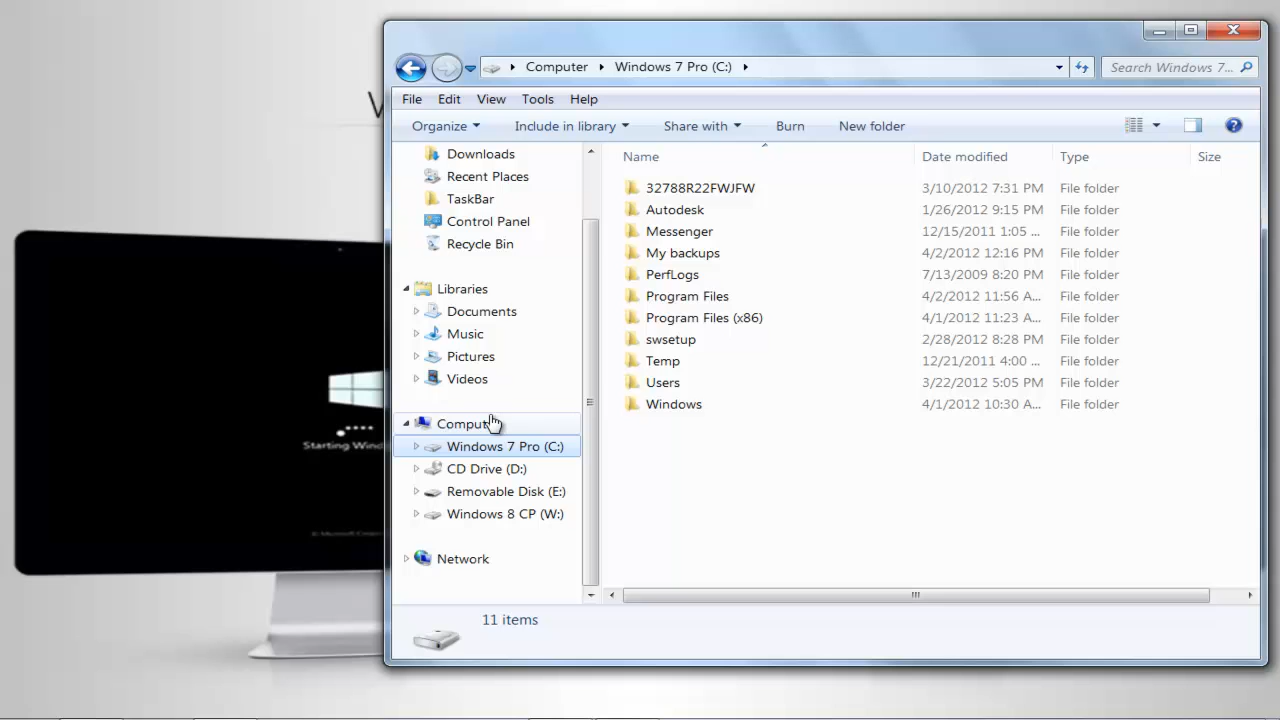 W
Starting Wind
Computer ▸ Windows 7 Pro (C:) ▸
Search Windows 7...
File Edit View Tools Help
Organize Include in library Share with Burn New folder
Name Date modified Type Size
Downloads
Recent Places
TaskBar
Control Panel
Recycle Bin
Libraries
Documents
Music
Pictures
Videos
Comput
Windows 7 Pro (C:)
CD Drive (D:)
Removable Disk (E:)
Windows 8 CP (W:)
Network
32788R22FWJFW 3/10/2012 7:31 PM File folder
Autodesk 1/26/2012 9:15 PM File folder
Messenger 12/15/2011 1:05 ... File folder
My backups 4/2/2012 12:16 PM File folder
PerfLogs 7/13/2009 8:20 PM File folder
Program Files 4/2/2012 11:56 A... File folder
Program Files (x86) 4/1/2012 11:23 A... File folder
swsetup 2/28/2012 8:28 PM File folder
Temp 12/21/2011 4:00 ... File folder
Users 3/22/2012 5:05 PM File folder
Windows 4/1/2012 10:30 A... File folder
11 items